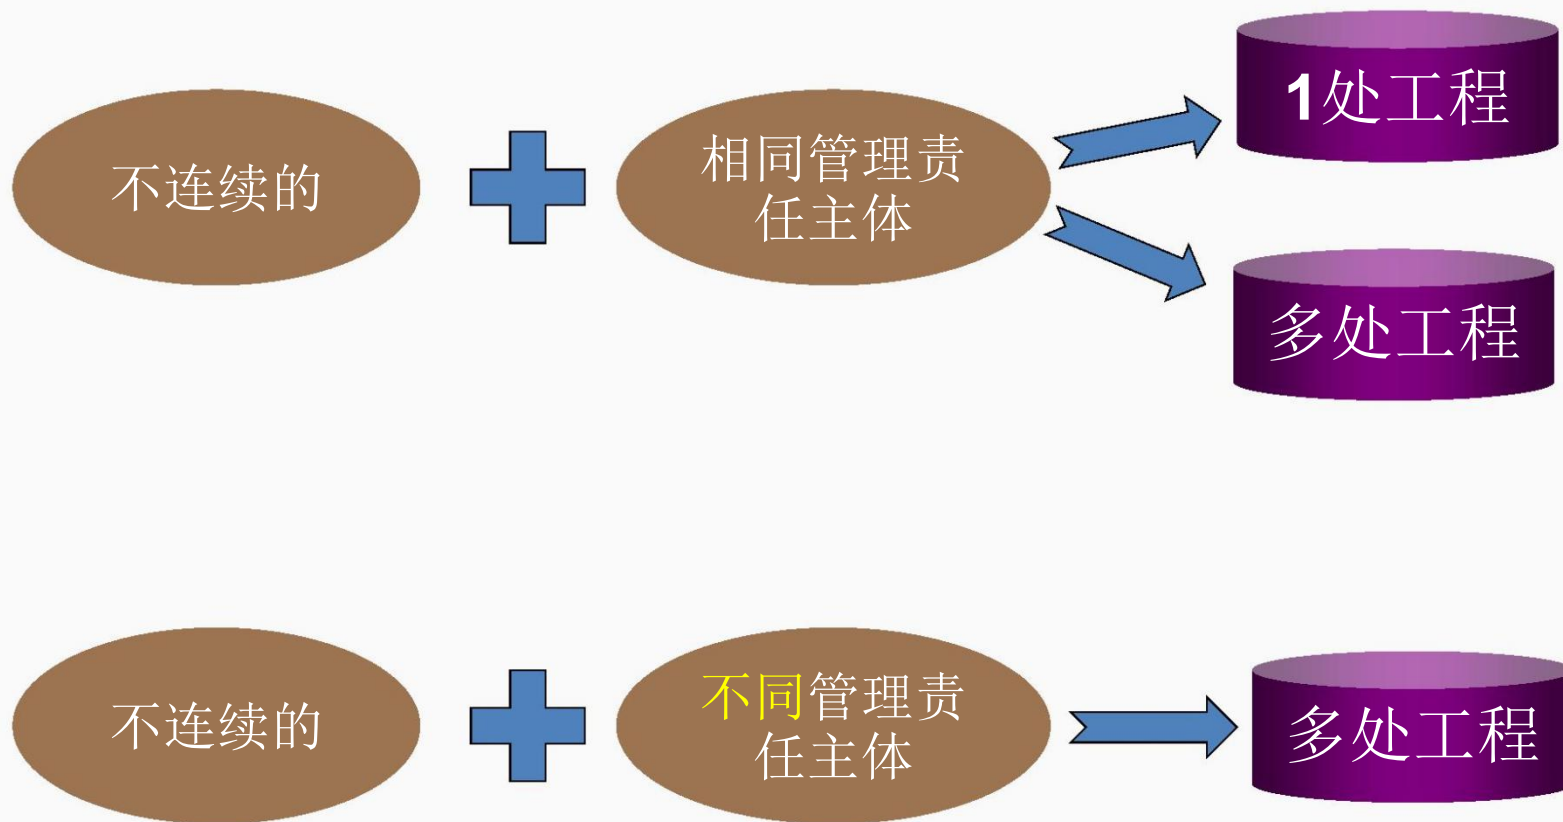 不连续的
相同管理责
任主体
1处工程
多处工程
不连续的
不同管理责
任主体
多处工程